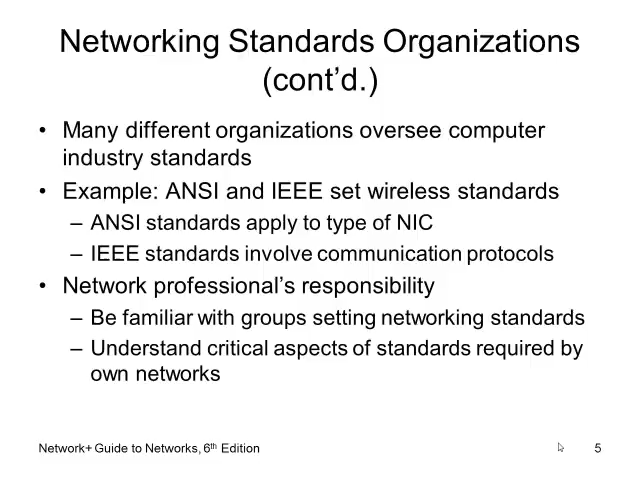 Networking Standards Organizations
(cont'd.)
• Many different organizations oversee computer
industry standards
• Example: ANSI and IEEE set wireless standards
– ANSI standards apply to type of NIC
– IEEE standards involve communication protocols
• Network professional's responsibility
– Be familiar with groups setting networking standards
– Understand critical aspects of standards required by
own networks
Network+ Guide to Networks, 6th Edition 5